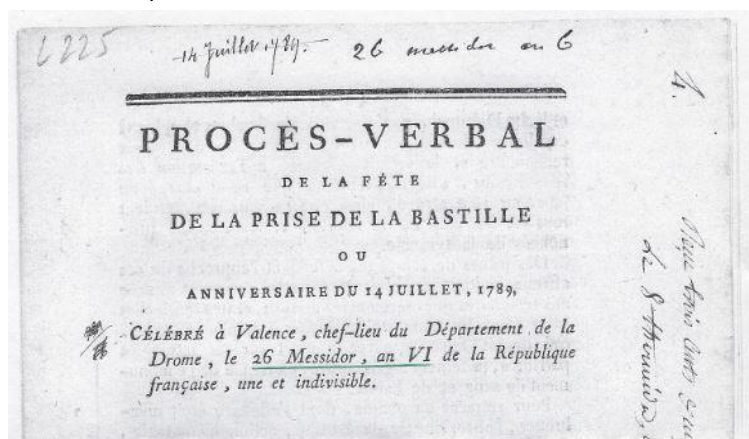 L 225
14 Juillet 1789. 26 messidor an 6
4.
PROCÈS-VERBAL
DE LA FÊTE
DE LA PRISE DE LA BASTILLE
OU
ANNIVERSAIRE DU 14 JUILLET, 1789,
CÉLÉBRÉ à Valence, chef-lieu du Département de la
Drome, le 26 Messidor, an VI de la République
française, une et indivisible.